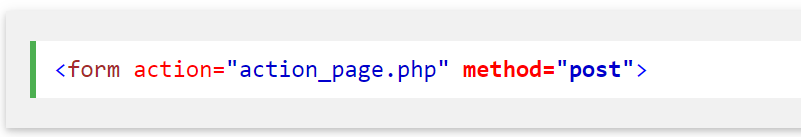 <form action="action_page.php" method="post">